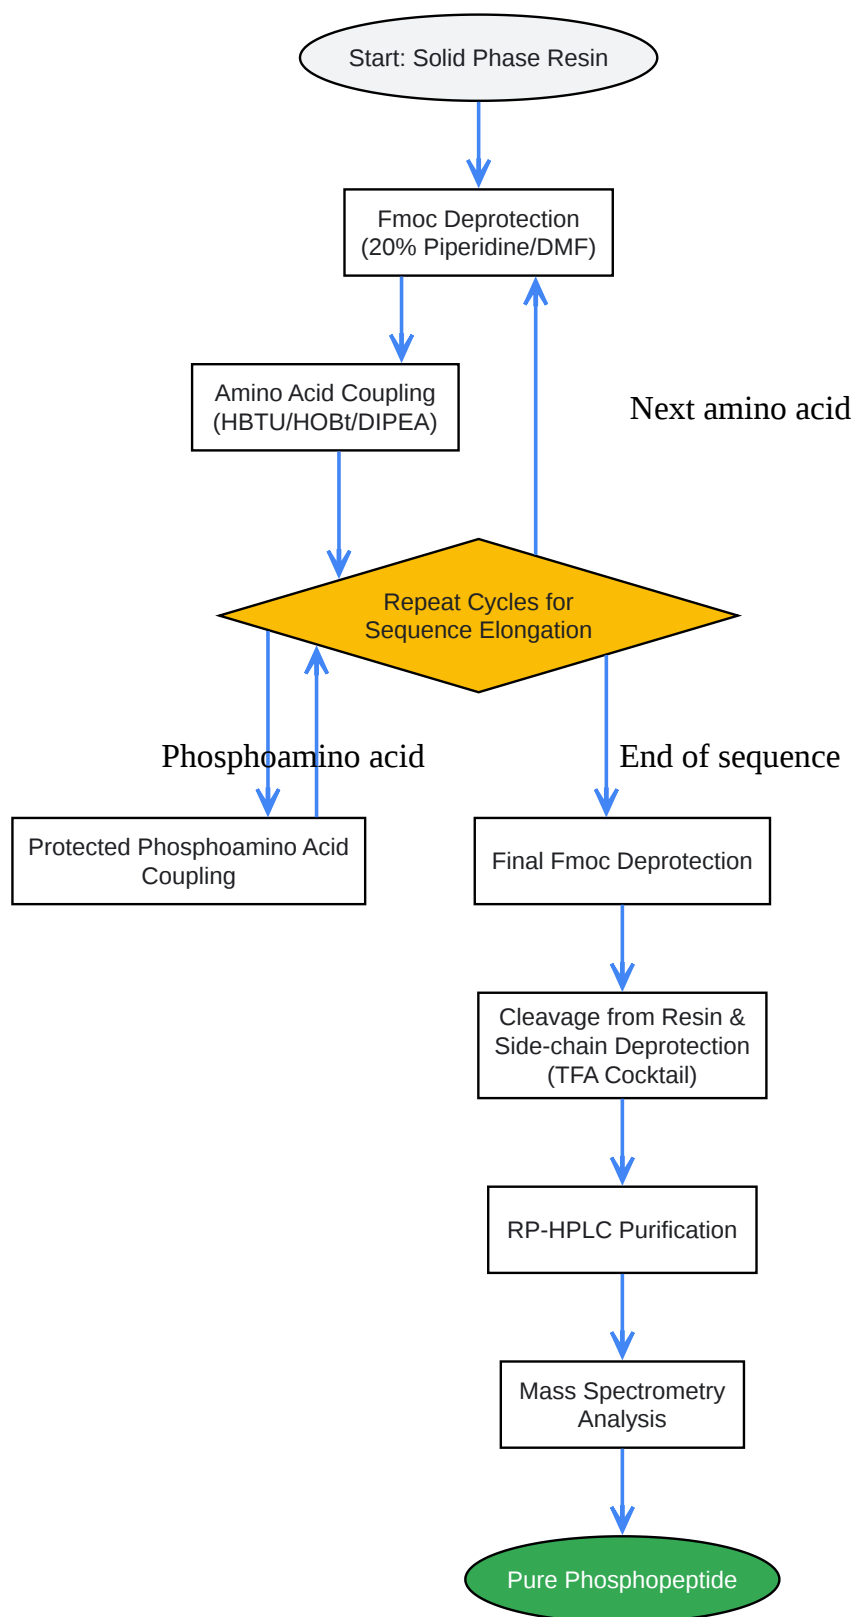 Start: Solid Phase Resin
Fmoc Deprotection
(20% Piperidine/DMF)
Amino Acid Coupling
(HBTU/HOBt/DIPEA)
Next amino acid
Repeat Cycles for
Sequence Elongation
Phosphoamino acid
End of sequence
Protected Phosphoamino Acid
Coupling
Final Fmoc Deprotection
Cleavage from Resin &
Side-chain Deprotection
(TFA Cocktail)
RP-HPLC Purification
Mass Spectrometry
Analysis
Pure Phosphopeptide